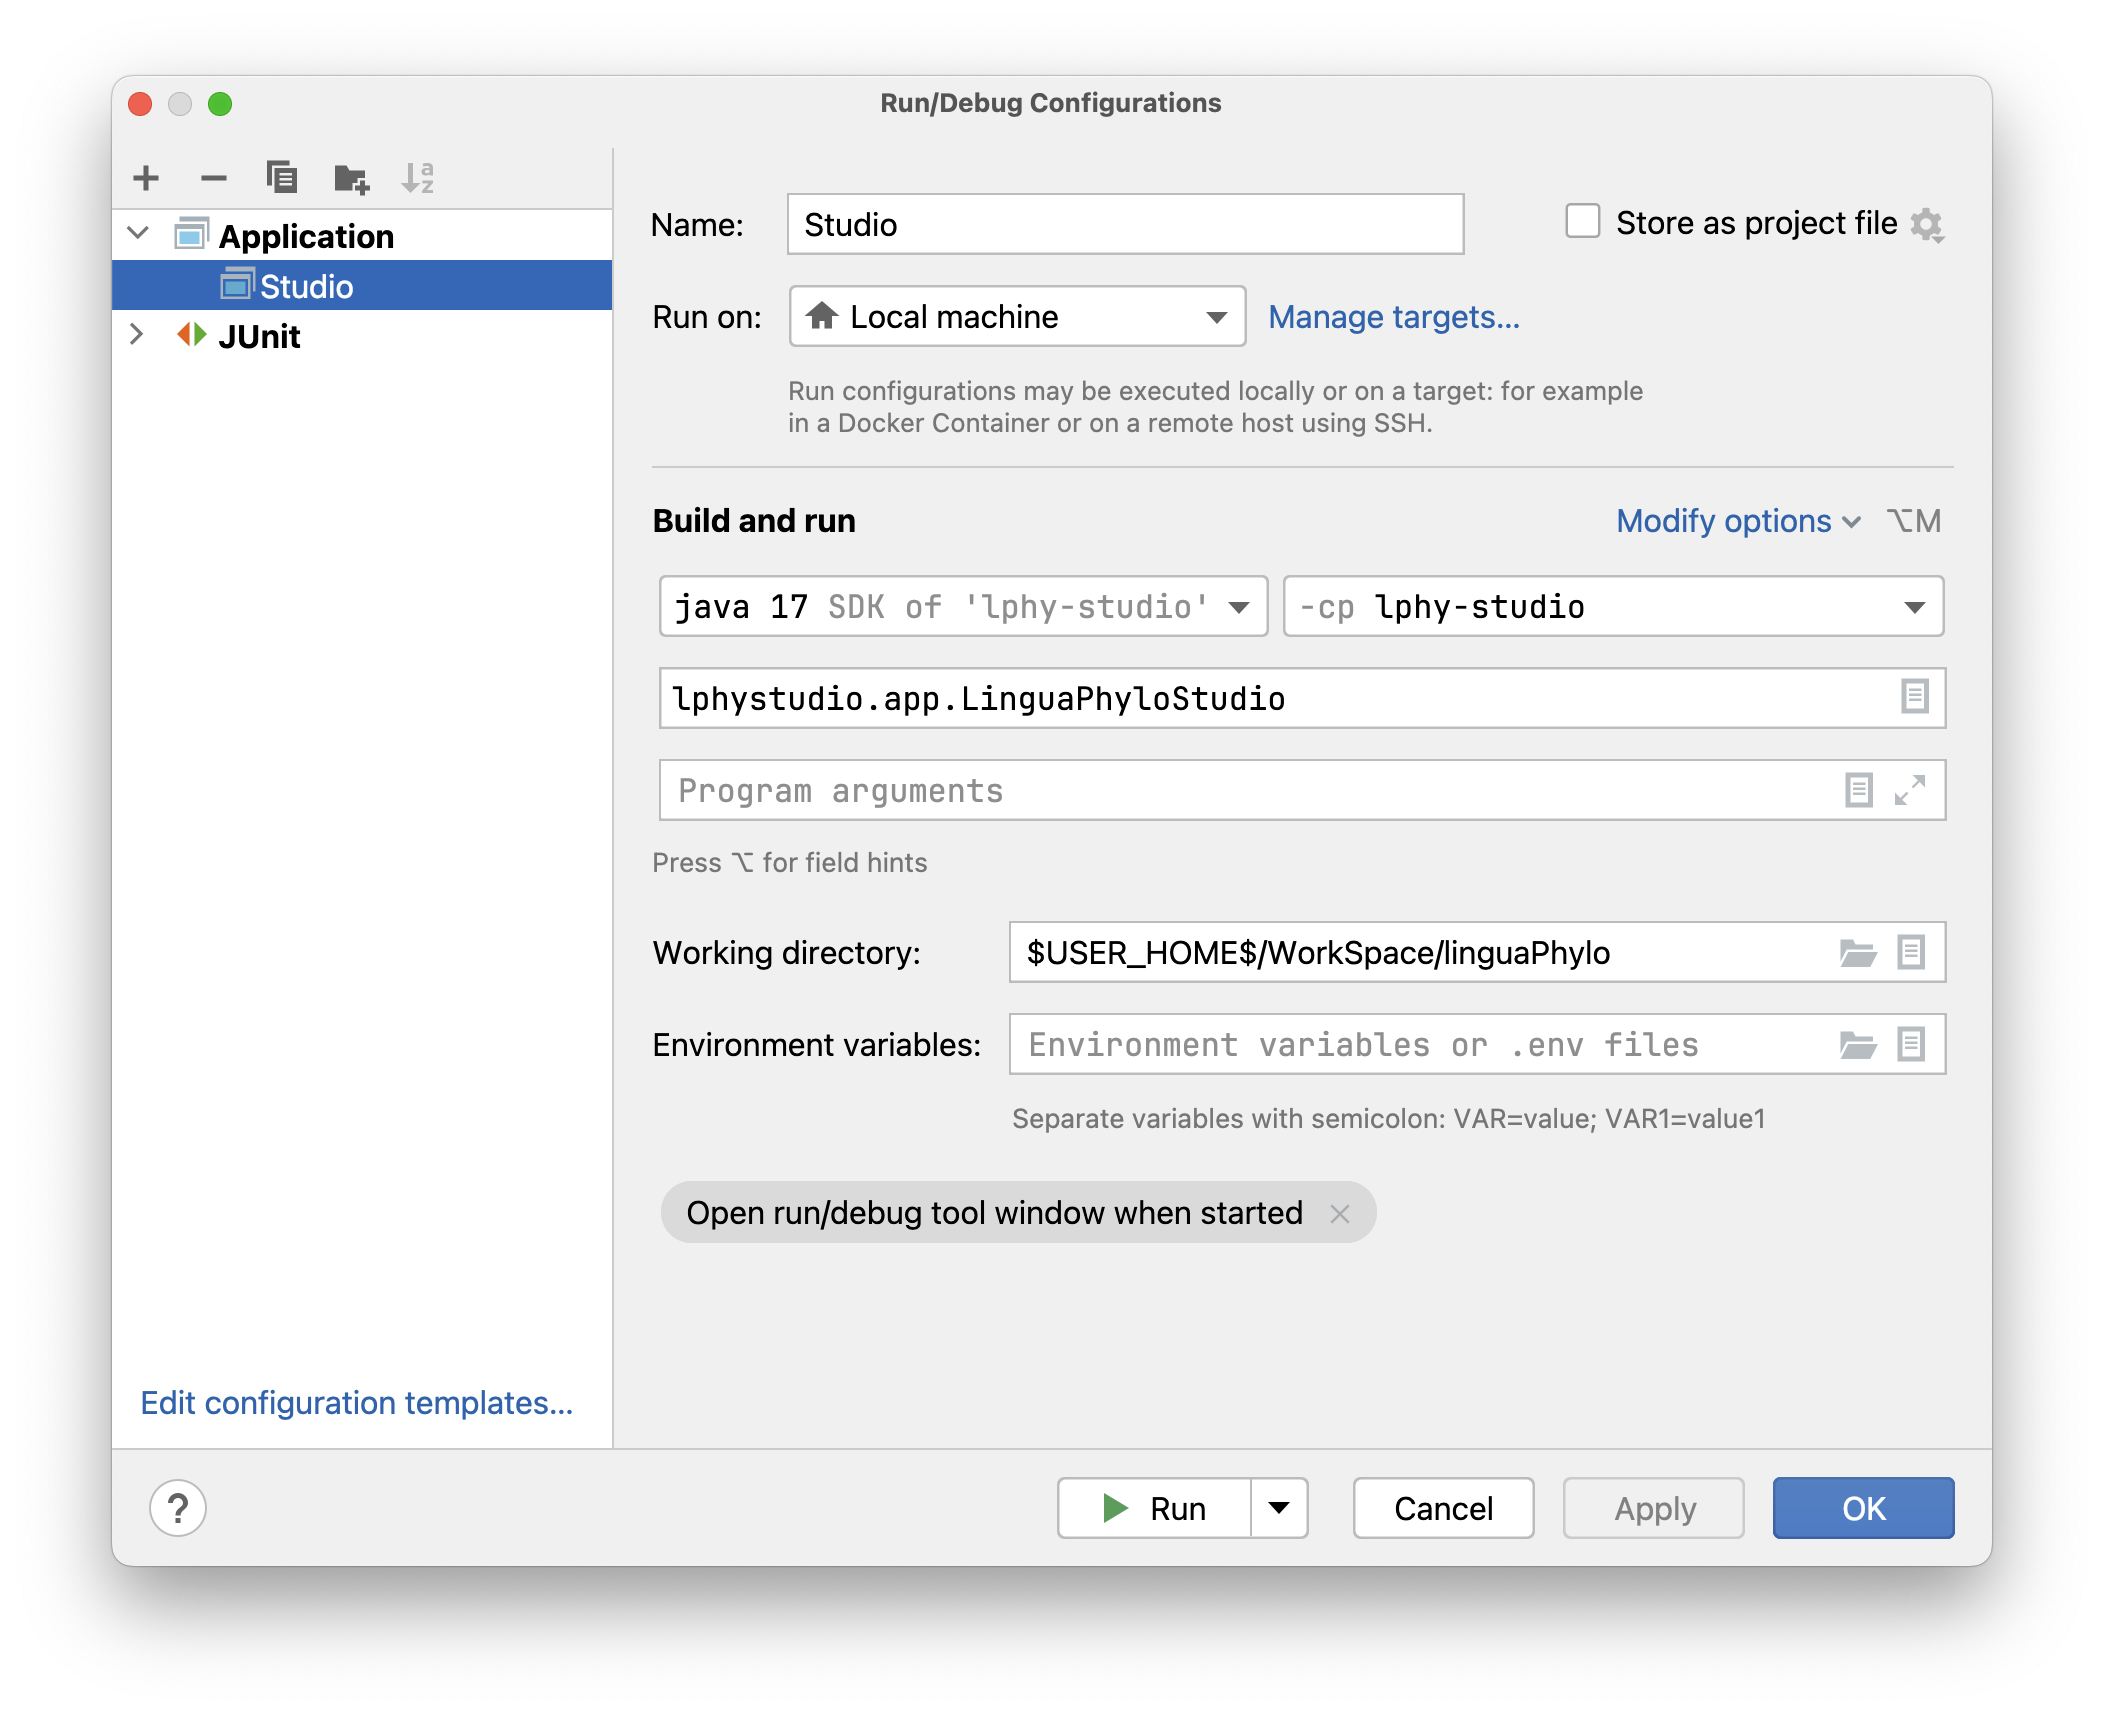 Run/Debug Configurations
Application
Studio
JUnit
Edit configuration templates...
Name: Studio
Store as project file
Run on: Local machine Manage targets...
Run configurations may be executed locally or on a target: for example
in a Docker Container or on a remote host using SSH.
Build and run
Modify options ⌥M
java 17 SDK of 'lphy-studio'
-cp lphy-studio
lphystudio.app.LinguaPhyloStudio
Program arguments
Press ⌥ for field hints
Working directory: $USER_HOME$/WorkSpace/linguaPhylo
Environment variables: Environment variables or .env files
Separate variables with semicolon: VAR=value; VAR1=value1
Open run/debug tool window when started
? Run Cancel Apply OK